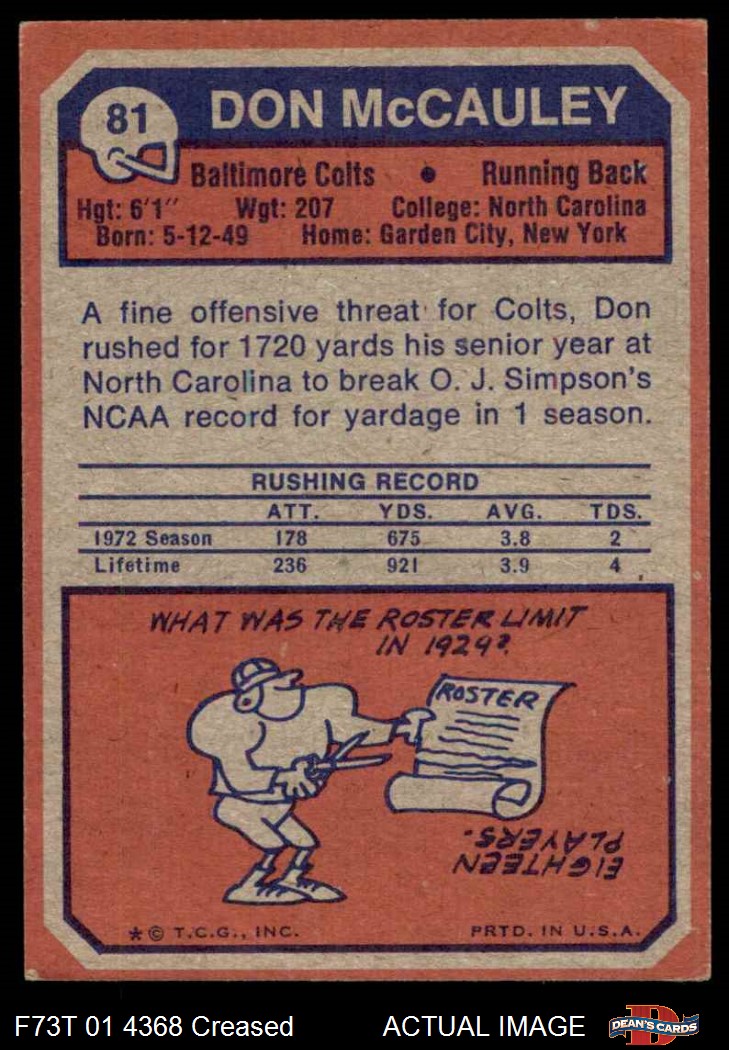 81
DON McCAULEY
Baltimore Colts • Running Back
Hgt: 6'1" Wgt: 207 College: North Carolina
Born: 5-12-49 Home: Garden City, New York
A fine offensive threat for Colts, Don
rushed for 1720 yards his senior year at
North Carolina to break O. J. Simpson's
NCAA record for yardage in 1 season.
RUSHING RECORD
ATT. YDS. AVG. TDS.
1972 Season 178 675 3.8 2
Lifetime 236 921 3.9 4
WHAT WAS THE ROSTER LIMIT
IN 1929?
ROSTER
EIGHTEEN
PLAYERS.
*© T.C.G., INC. PRTD. IN U.S.A.
F73T 01 4368 Creased ACTUAL IMAGE
D
DEAN'S CARDS